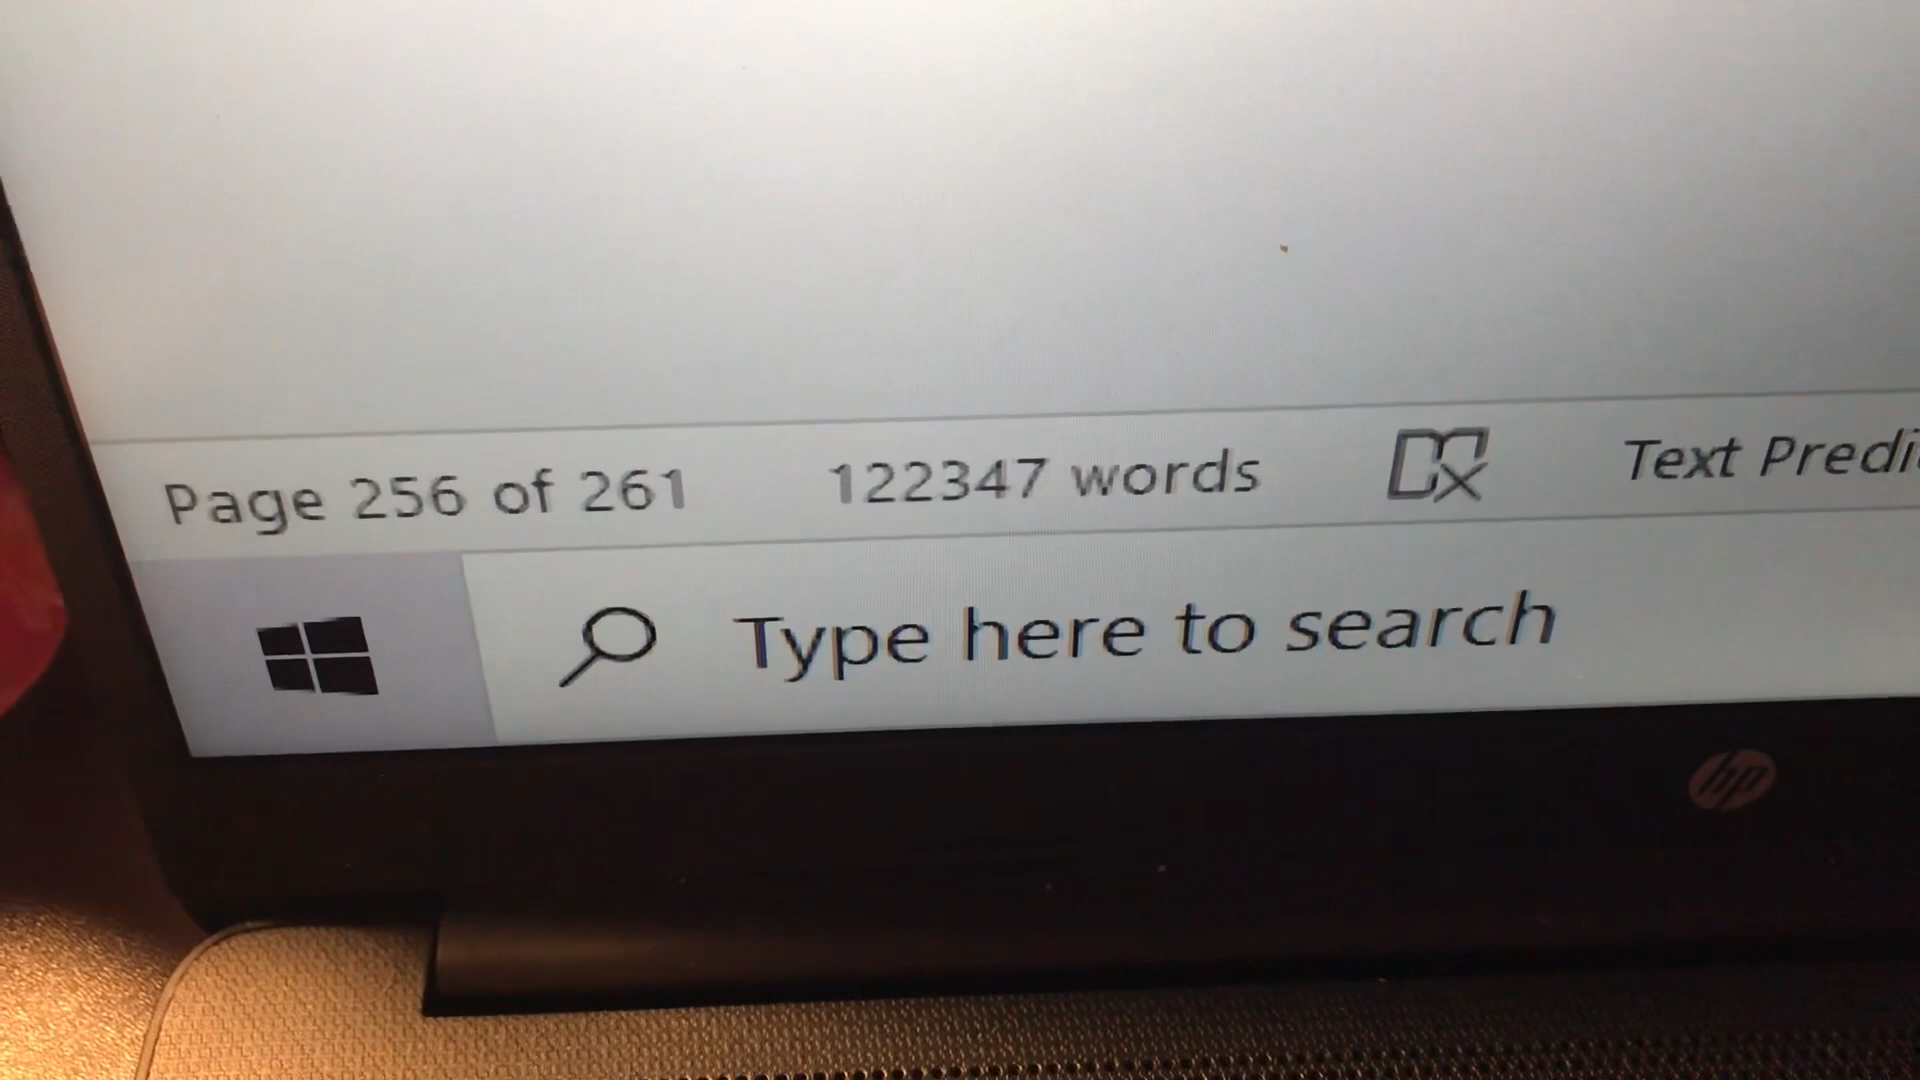 Page 256 of 261 122347 words Text Predi
Type here to search
hp